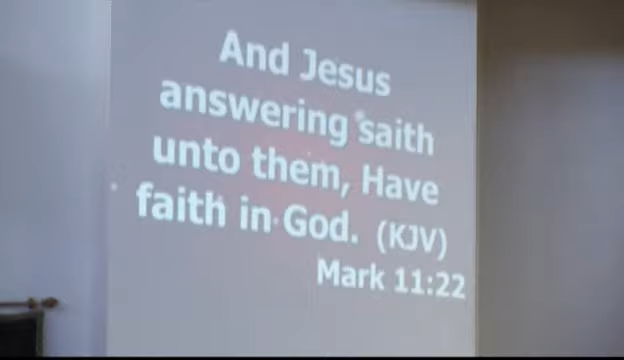 And Jesus
answering saith
unto them, Have
faith in God. (KJV)
Mark 11:22